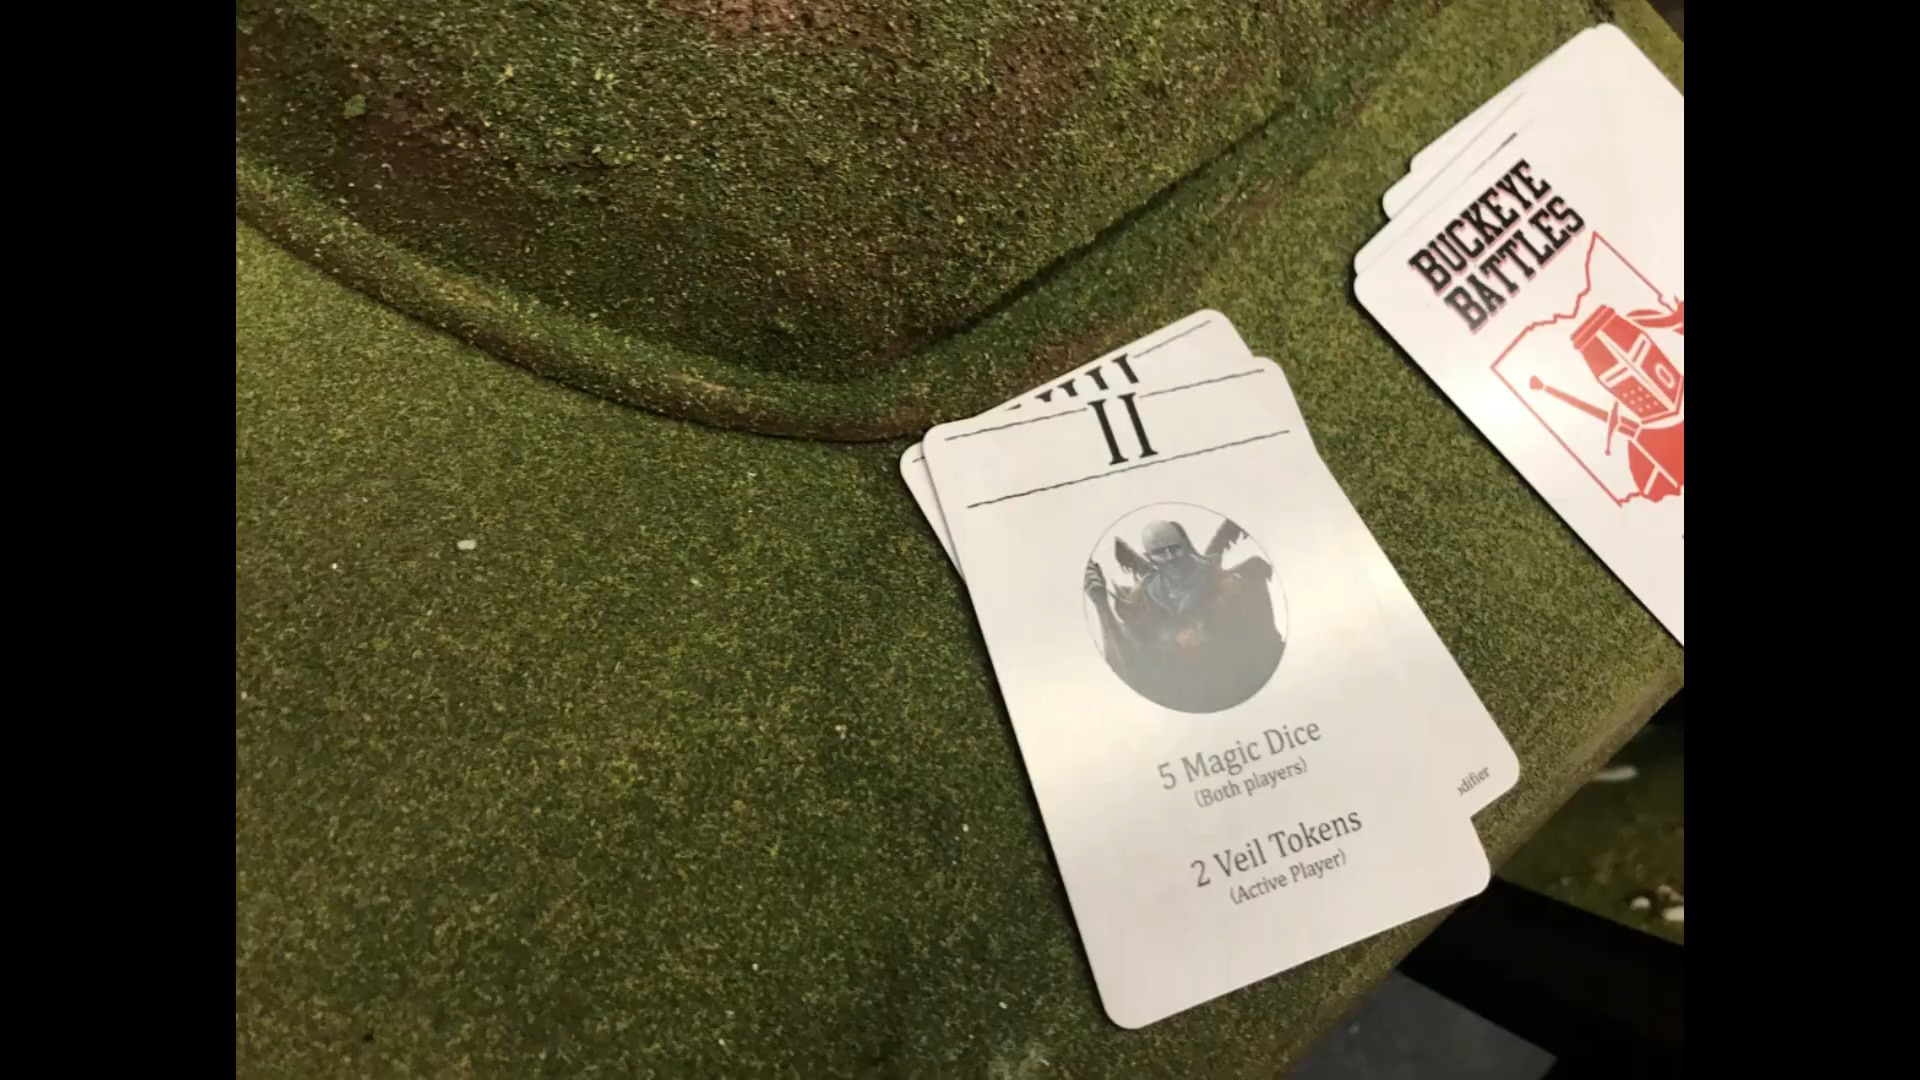 BUCKEYE
BATTLES
II
5 Magic Dice
(Both players)
2 Veil Tokens
(Active Player)